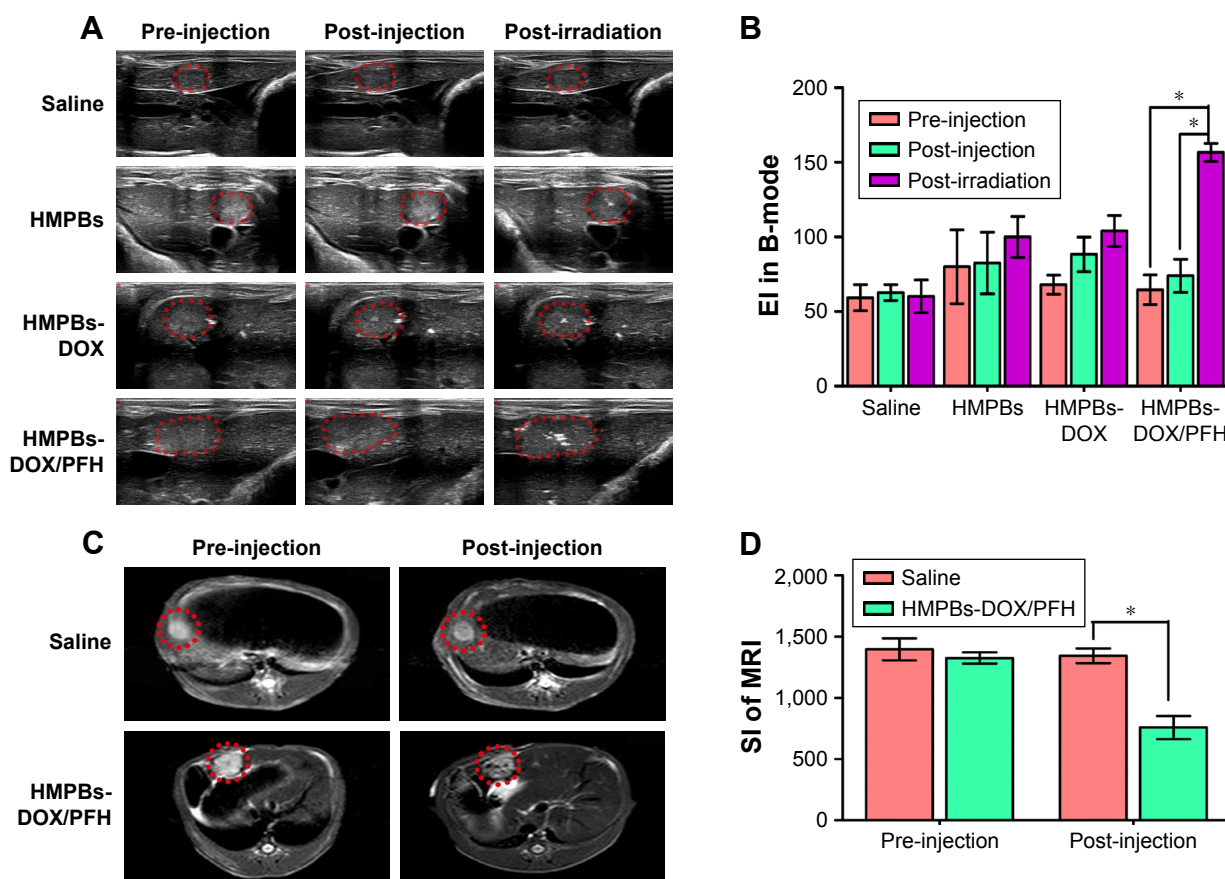 A
Pre-injection Post-injection Post-irradiation
Saline
HMPBs
HMPBs-
DOX
HMPBs-
DOX/PFH
B
EI in B-mode
200
150
100
50
0
Pre-injection
Post-injection
Post-irradiation
*
*
Saline HMPBs HMPBs- HMPBs-
DOX DOX/PFH
C
Pre-injection Post-injection
Saline
HMPBs-
DOX/PFH
D
SI of MRI
2,000
1,500
1,000
500
0
Saline
HMPBs-DOX/PFH
*
Pre-injection Post-injection